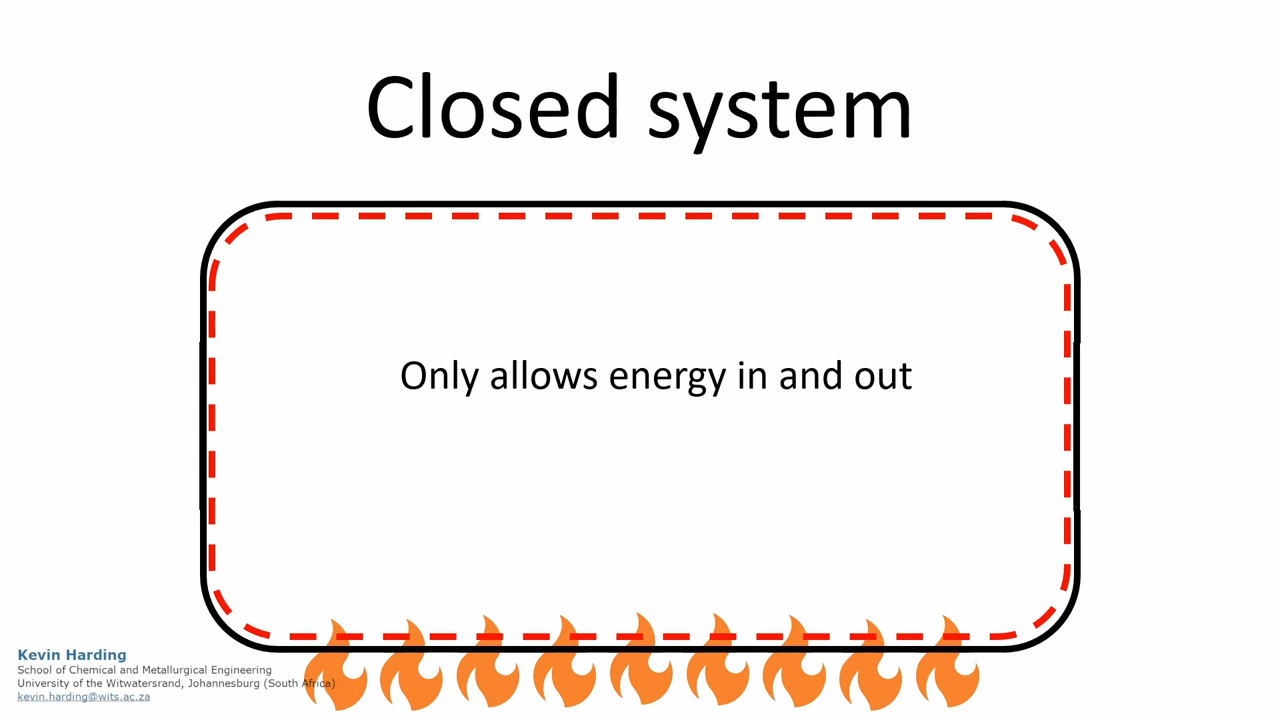 Closed system
Only allows energy in and out
Kevin Harding
School of Chemical and Metallurgical Engineering
University of the Witwatersrand, Johannesburg (South Africa)
kevin.harding@wits.ac.za